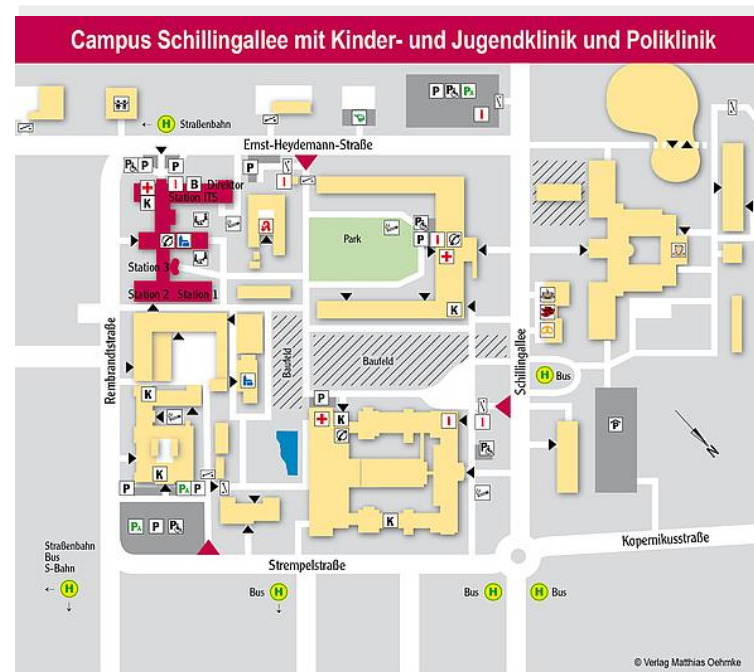 Campus Schillingallee mit Kinder- und Jugendklinik und Poliklinik
H Straßenbahn
P P P
I
Ernst-Heydemann-Straße
P P P
P
I B Direktor
Station ITS
K
I
Park
P I
Station 3
Station 2 Station 1
K
Rembrandtstraße
Baufeld
Baufeld
Schillingallee
H Bus
K
P
K
I
I
K
P
PA P
K
PA P P
Straßenbahn
Bus
S-Bahn
H
Strempelstraße
Kopernikusstraße
Bus H
Bus H
H Bus
N
© Verlag Matthias Oehmke